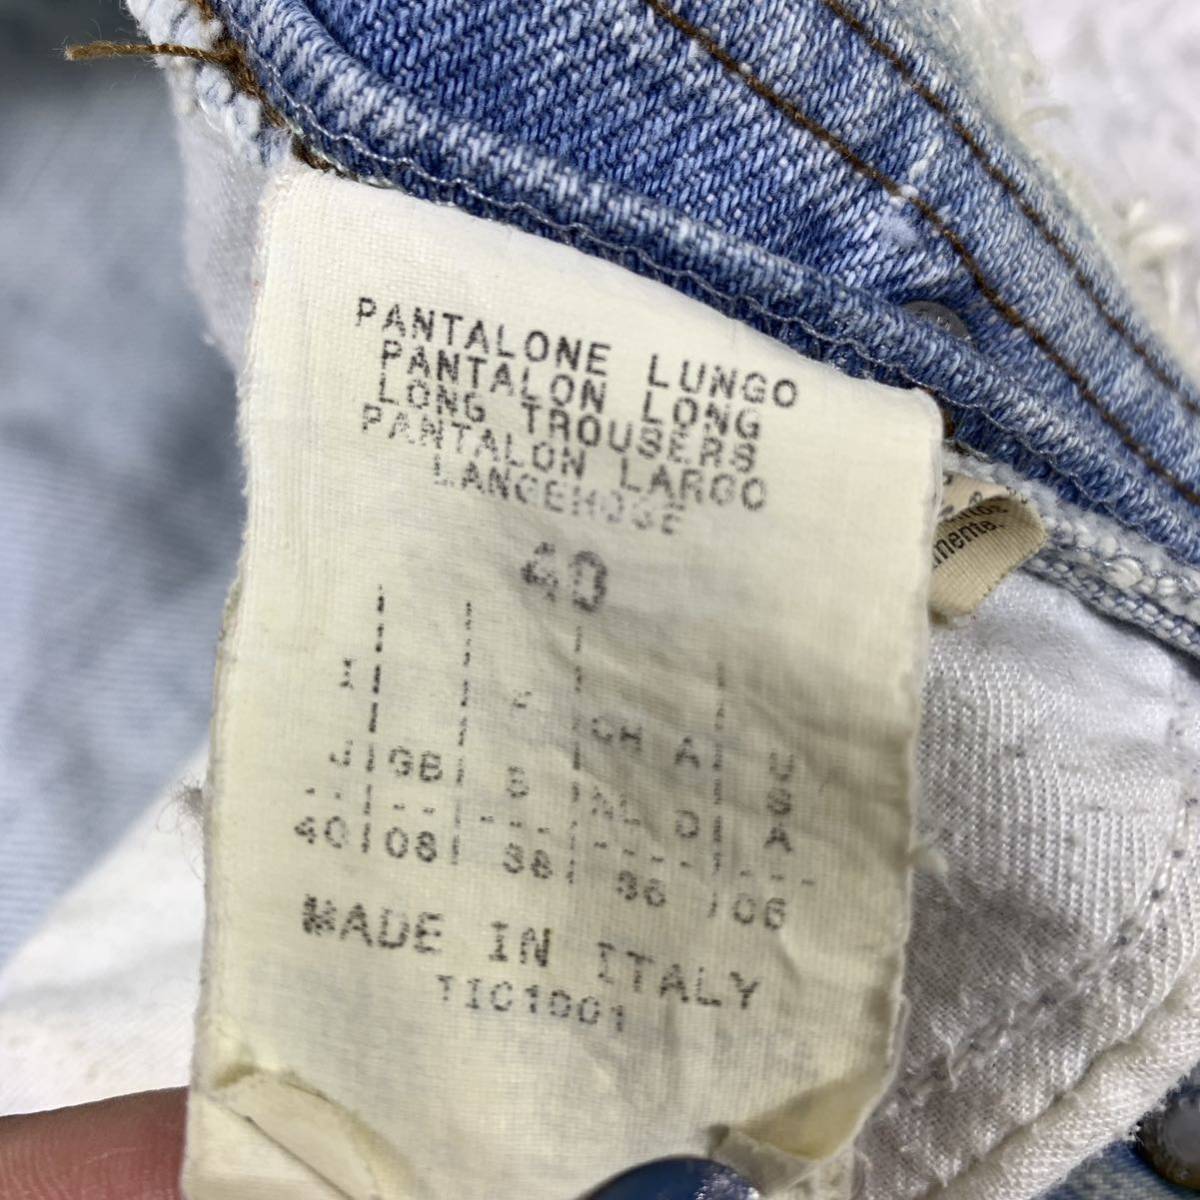 PANTALONE LUNGO
PANTALON LONG
LONG TROUSERS
PANTALON LARGO
LANGEHOSE
40
I CH A U
J GB S NL D S
A
40 08 38 36 06
MADE IN ITALY
TIC1001
nente.